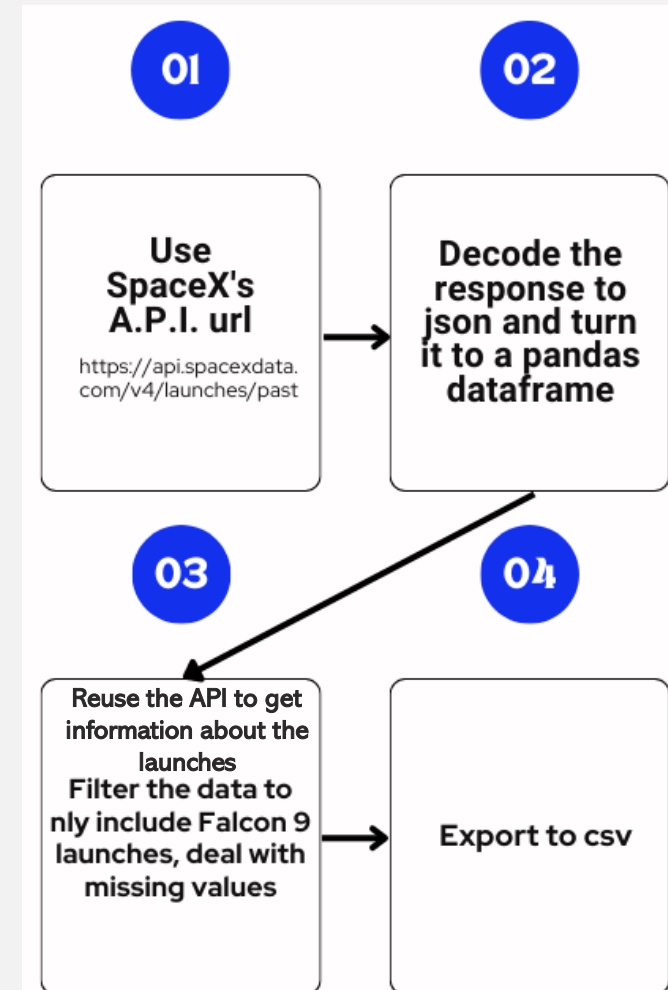 01
02
Use
SpaceX's
A.P.I. url
https://api.spacexdata.
com/v4/launches/past
Decode the
response to
json and turn
it to a pandas
dataframe
03
04
Reuse the API to get
information about the
launches
Filter the data to
nly include Falcon 9
launches, deal with
missing values
Export to csv